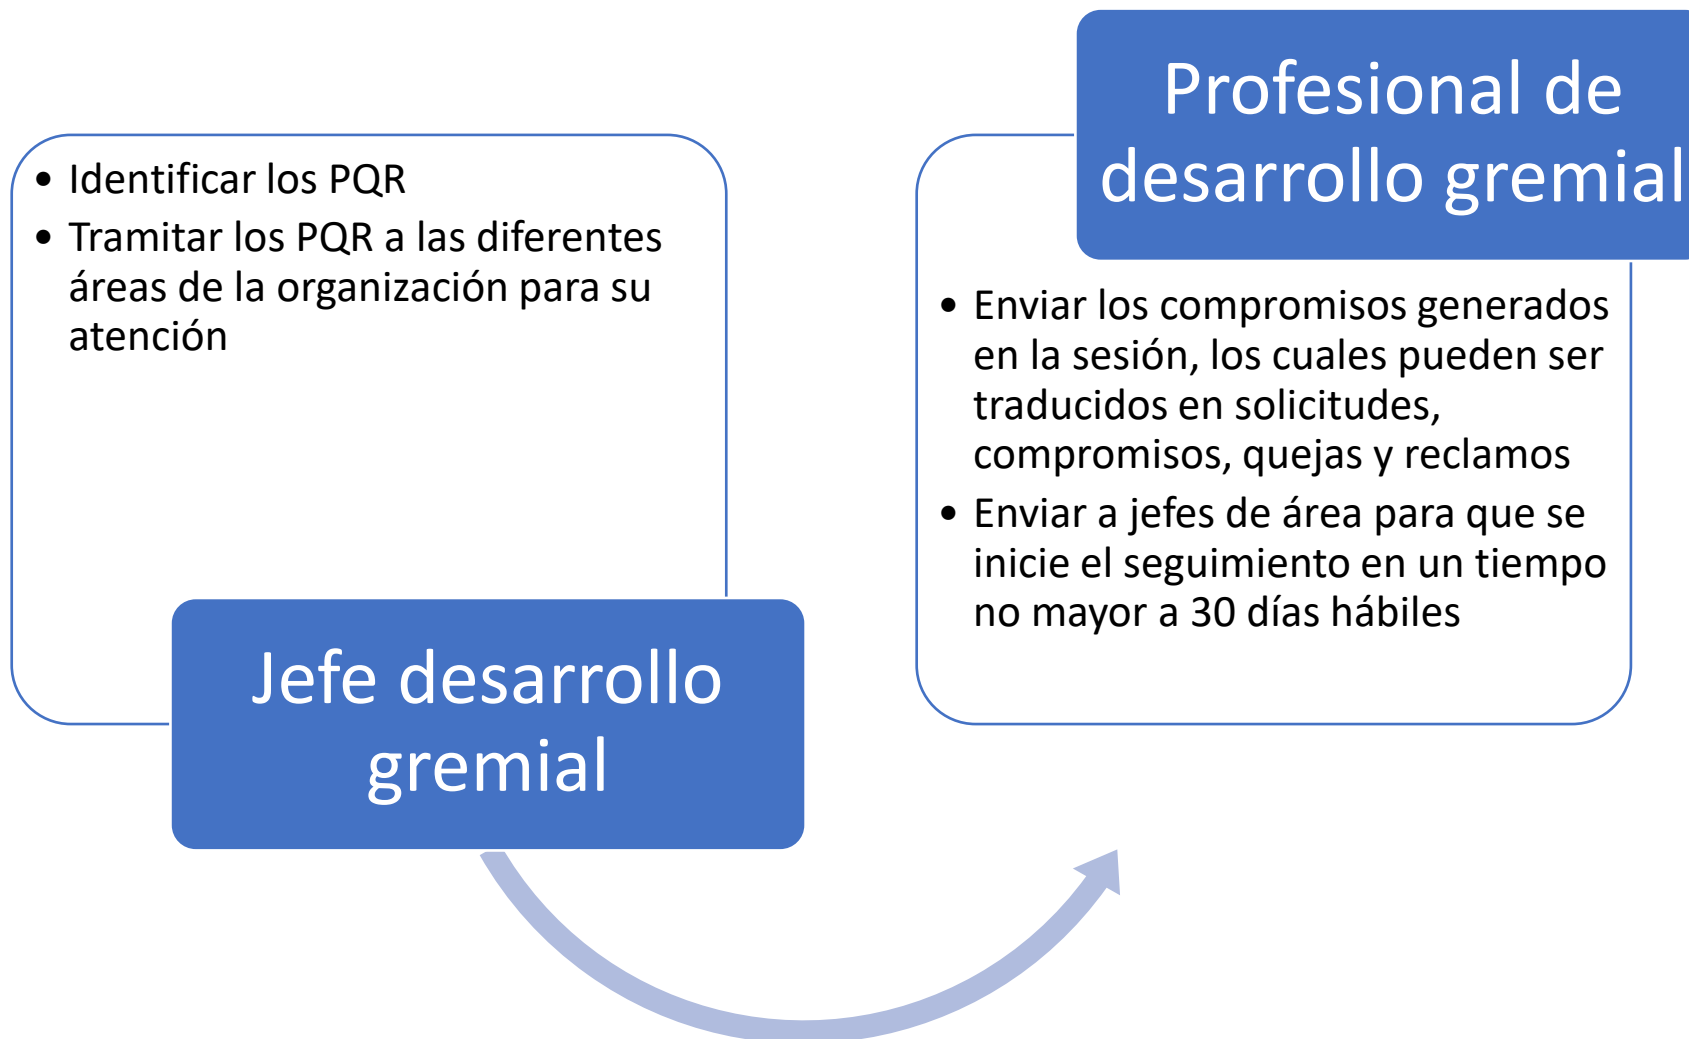 • Identificar los PQR
• Tramitar los PQR a las diferentes
áreas de la organización para su
atención
Jefe desarrollo
gremial
Profesional de
desarrollo gremial
• Enviar los compromisos generados
en la sesión, los cuales pueden ser
traducidos en solicitudes,
compromisos, quejas y reclamos
• Enviar a jefes de área para que se
inicie el seguimiento en un tiempo
no mayor a 30 días hábiles